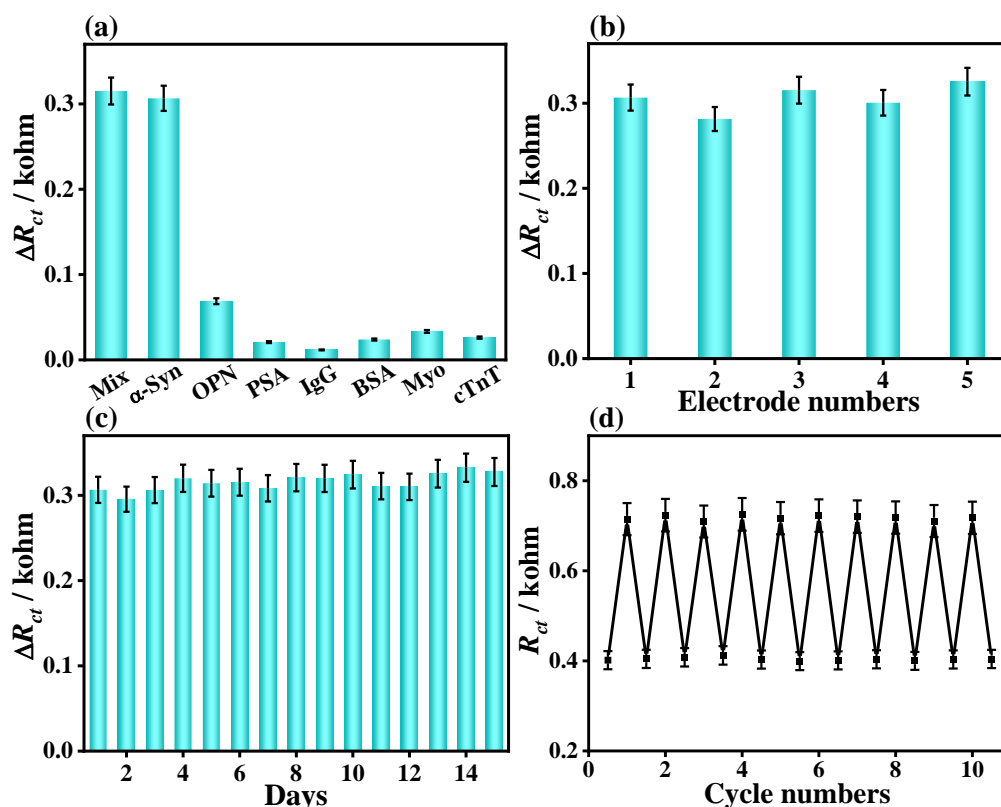 (a)
ΔRct / kohm
0.3
0.2
0.1
0.0
Mix α-Syn OPN PSA IgG BSA Myo cTnT
(b)
ΔRct / kohm
0.3
0.2
0.1
0.0
1 2 3 4 5
Electrode numbers
(c)
ΔRct / kohm
0.3
0.2
0.1
0.0
2 4 6 8 10 12 14
Days
(d)
Rct / kohm
0.8
0.6
0.4
0.2
0 2 4 6 8 10
Cycle numbers